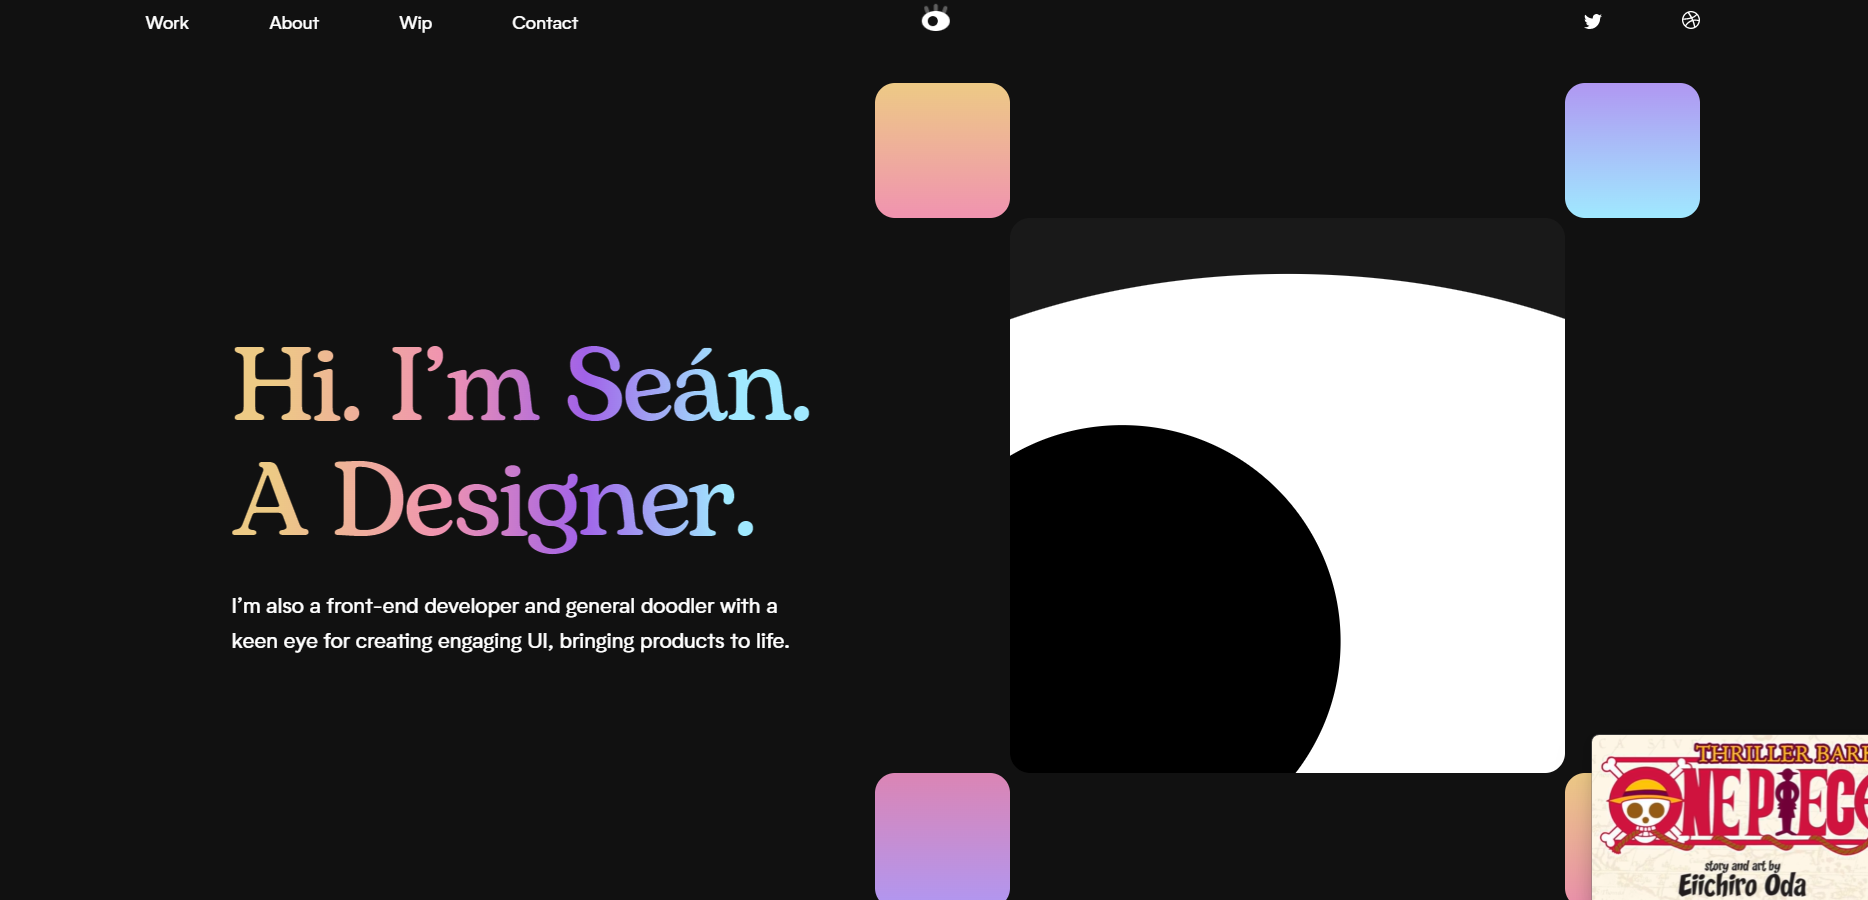 Work About Wip Contact
Hi. I’m Seán.
A Designer.
I’m also a front-end developer and general doodler with a
keen eye for creating engaging UI, bringing products to life.
THRILLER
ONE PIECE
story and art by
Eiichiro Oda